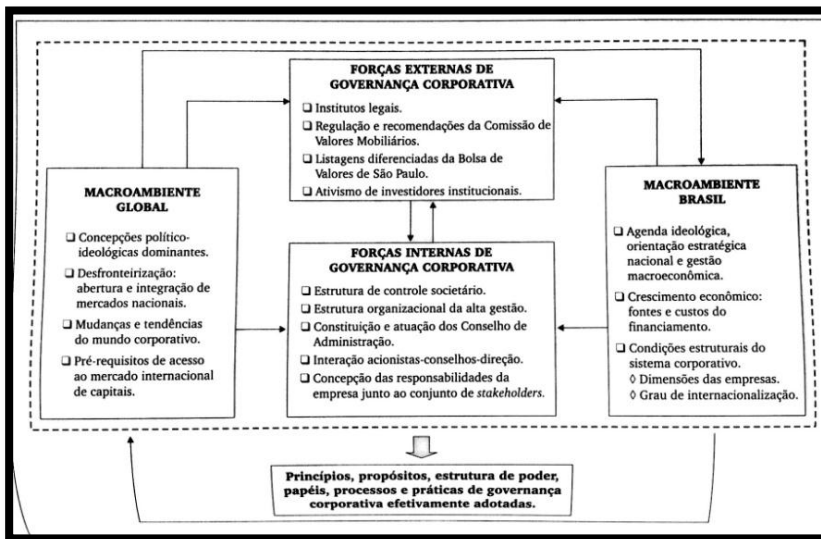 FORÇAS EXTERNAS DE
GOVERNANÇA CORPORATIVA
❑ Institutos legais.
❑ Regulação e recomendações da Comissão de
Valores Mobiliários.
❑ Listagens diferenciadas da Bolsa de
Valores de São Paulo.
❑ Ativismo de investidores institucionais.
MACROAMBIENTE
GLOBAL
❑ Concepções político-
ideológicas dominantes.
❑ Desfronteirização:
abertura e integração de
mercados nacionais.
❑ Mudanças e tendências
do mundo corporativo.
❑ Pré-requisitos de acesso
ao mercado internacional
de capitais.
FORÇAS INTERNAS DE
GOVERNANÇA CORPORATIVA
❑ Estrutura de controle societário.
❑ Estrutura organizacional da alta gestão.
❑ Constituição e atuação dos Conselho de
Administração.
❑ Interação acionistas-conselhos-direção.
❑ Concepção das responsabilidades da
empresa junto ao conjunto de stakeholders.
MACROAMBIENTE
BRASIL
❑ Agenda ideológica,
orientação estratégica
nacional e gestão
macroeconômica.
❑ Crescimento econômico:
fontes e custos do
financiamento.
❑ Condições estruturais do
sistema corporativo.
◊ Dimensões das empresas.
◊ Grau de internacionalização.
Princípios, propósitos, estrutura de poder,
papéis, processos e práticas de governança
corporativa efetivamente adotadas.